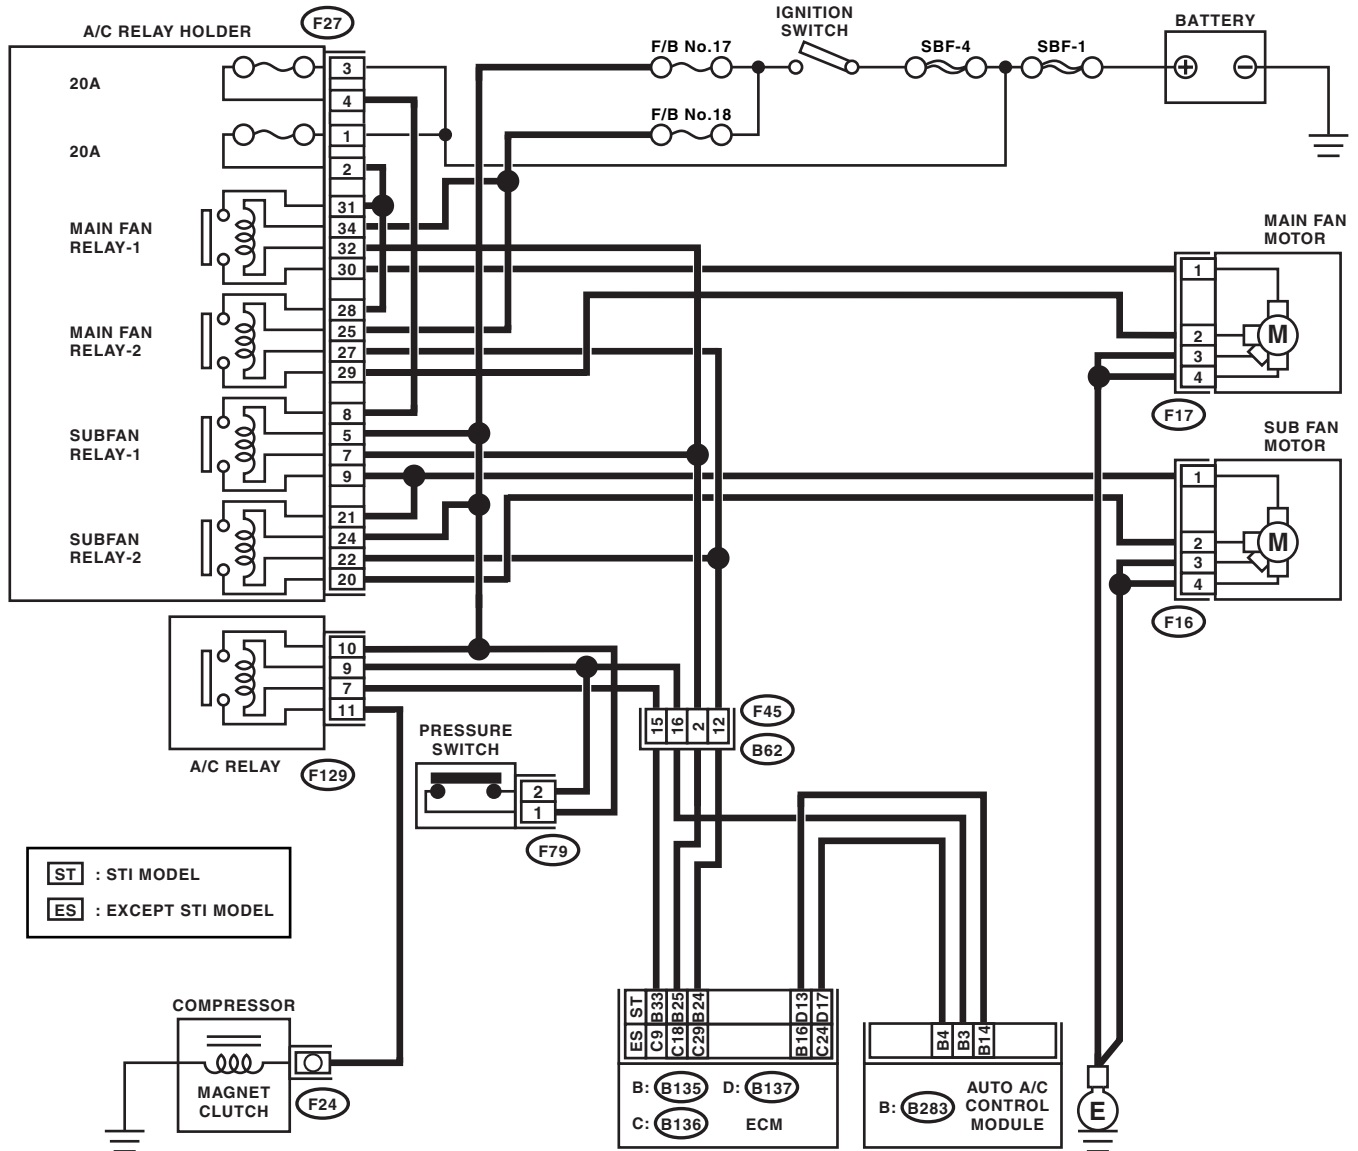 A/C RELAY HOLDER
F27
20A
20A
MAIN FAN
RELAY-1
MAIN FAN
RELAY-2
SUBFAN
RELAY-1
SUBFAN
RELAY-2
3
4
1
2
31
34
32
30
28
25
27
29
8
5
7
9
21
24
22
20
F/B No.17
F/B No.18
IGNITION
SWITCH
SBF-4
SBF-1
BATTERY
MAIN FAN
MOTOR
1
2
3
4
M
F17
SUB FAN
MOTOR
1
2
3
4
M
F16
10
9
7
11
A/C RELAY
F129
PRESSURE
SWITCH
2
1
F79
15 16 2 12
F45
B62
ST : STI MODEL
ES : EXCEPT STI MODEL
COMPRESSOR
MAGNET
CLUTCH
F24
ST B33 B25 B24 D13 D17
ES C9 C18 C29 B16 C24
B: B135 D: B137
C: B136 ECM
B4 B3 B14
B: B283
AUTO A/C
CONTROL
MODULE
E